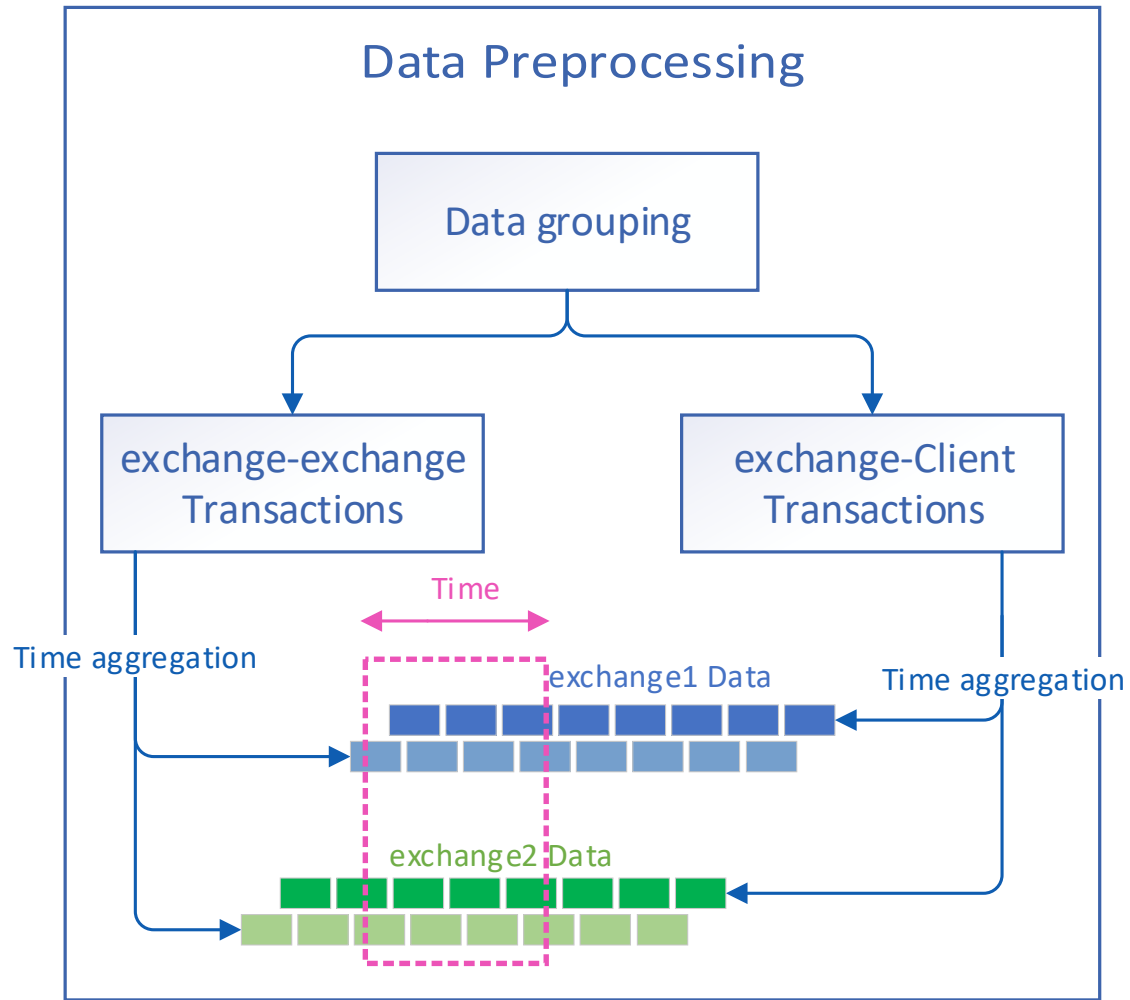 Data Preprocessing
Data grouping
exchange-exchange
Transactions
exchange-Client
Transactions
Time
Time aggregation
exchange1 Data
Time aggregation
exchange2 Data